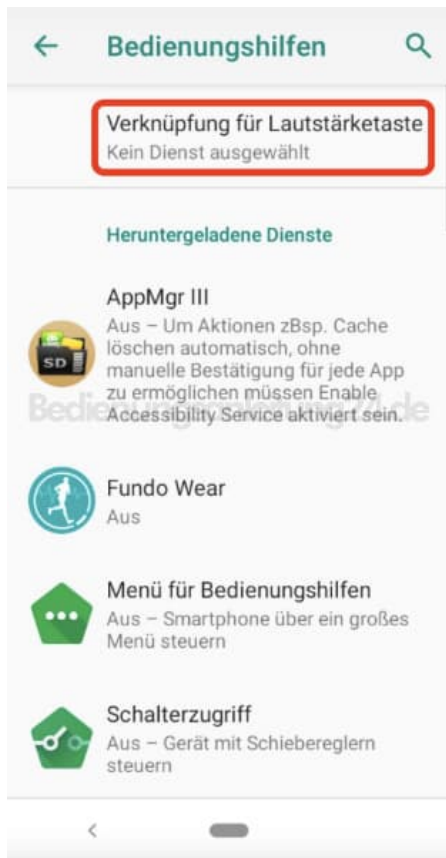 Bedienungshilfen
Verknüpfung für Lautstärketaste
Kein Dienst ausgewählt
Heruntergeladene Dienste
AppMgr III
Aus – Um Aktionen zBsp. Cache
löschen automatisch, ohne
manuelle Bestätigung für jede App
zu ermöglichen müssen Enable
Accessibility Service aktiviert sein.
SD
Bedienungsanleitung24.de
Fundo Wear
Aus
Menü für Bedienungshilfen
Aus – Smartphone über ein großes
Menü steuern
Schalterzugriff
Aus – Gerät mit Schiebereglern
steuern